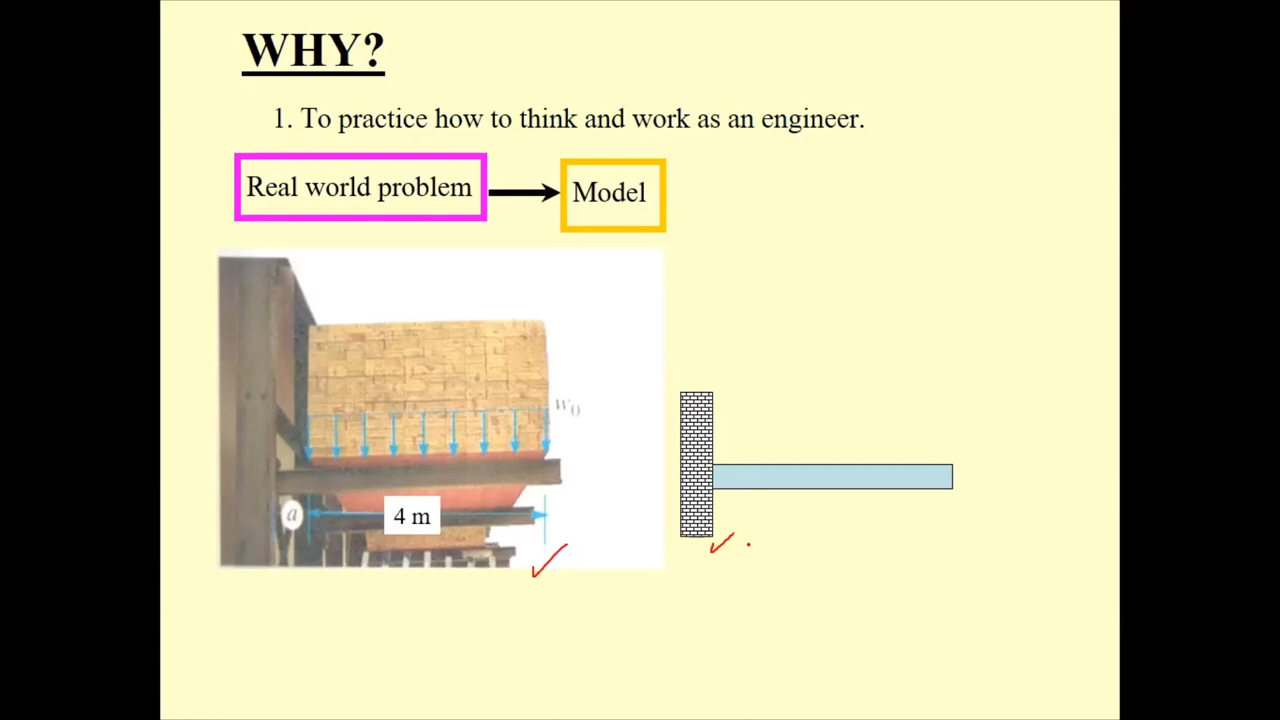 WHY?
1. To practice how to think and work as an engineer.
Real world problem
Model
w₀
a
4 m